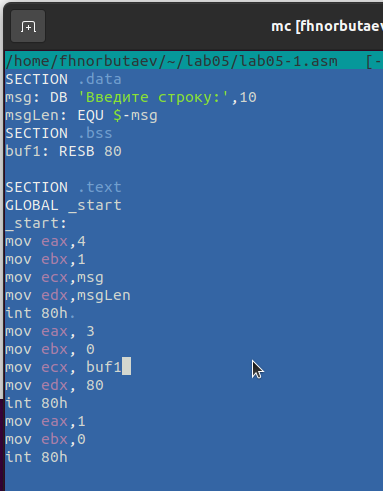 mc [fhnorbutaev
/home/fhnorbutaev/~/lab05/lab05-1.asm [-
SECTION .data
msg: DB 'Введите строку:',10
msgLen: EQU $-msg
SECTION .bss
buf1: RESB 80
SECTION .text
GLOBAL _start
_start:
mov eax,4
mov ebx,1
mov ecx,msg
mov edx,msgLen
int 80h.
mov eax, 3
mov ebx, 0
mov ecx, buf1
mov edx, 80
int 80h
mov eax,1
mov ebx,0
int 80h